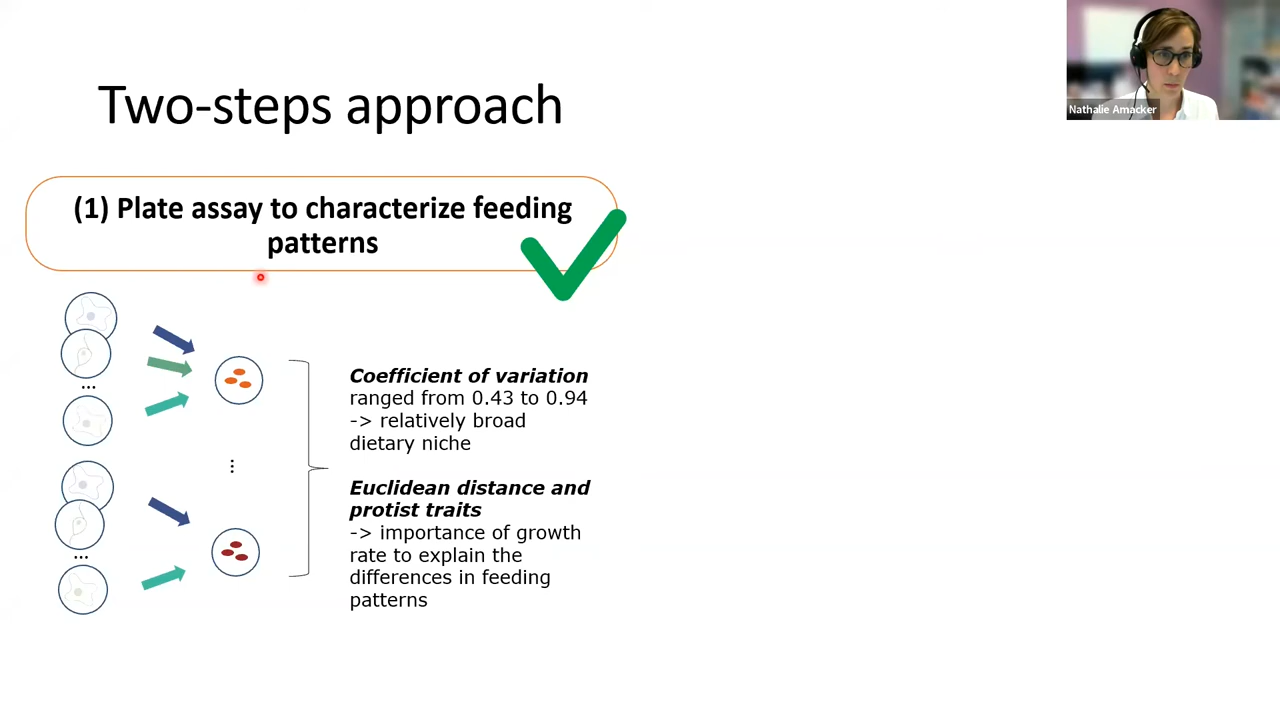 Two-steps approach
Nathalie Amacker
(1) Plate assay to characterize feeding
patterns
...
...
...
...
Coefficient of variation
ranged from 0.43 to 0.94
-> relatively broad
dietary niche
Euclidean distance and
protist traits
-> importance of growth
rate to explain the
differences in feeding
patterns